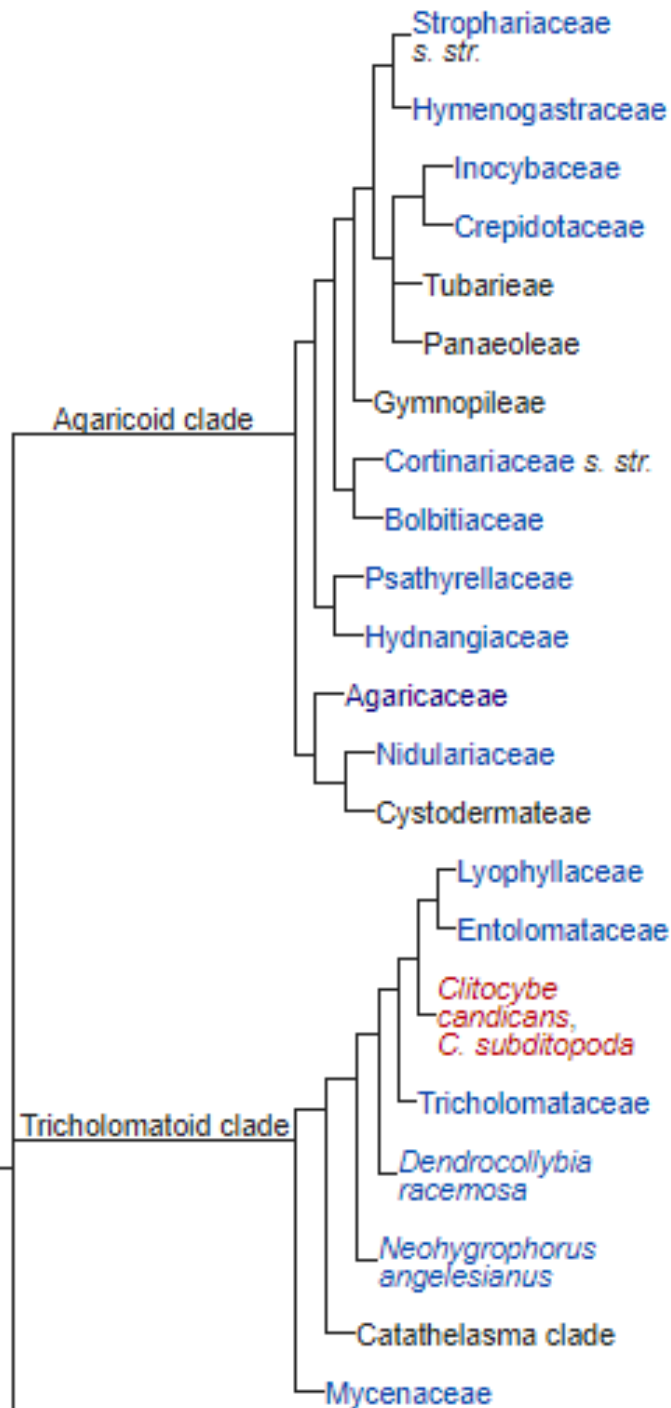 Strophariaceae
s. str.
Hymenogastraceae
Inocybaceae
Crepidotaceae
Tubarieae
Panaeoleae
Gymnopileae
Agaricoid clade
Cortinariaceae s. str.
Bolbitiaceae
Psathyrellaceae
Hydnangiaceae
Agaricaceae
Nidulariaceae
Cystodermateae
Lyophyllaceae
Entolomataceae
Clitocybe
candicans,
C. subditopoda
Tricholomataceae
Tricholomatoid clade
Dendrocollybia
racemosa
Neohygrophorus
angelesianus
Catathelasma clade
Mycenaceae